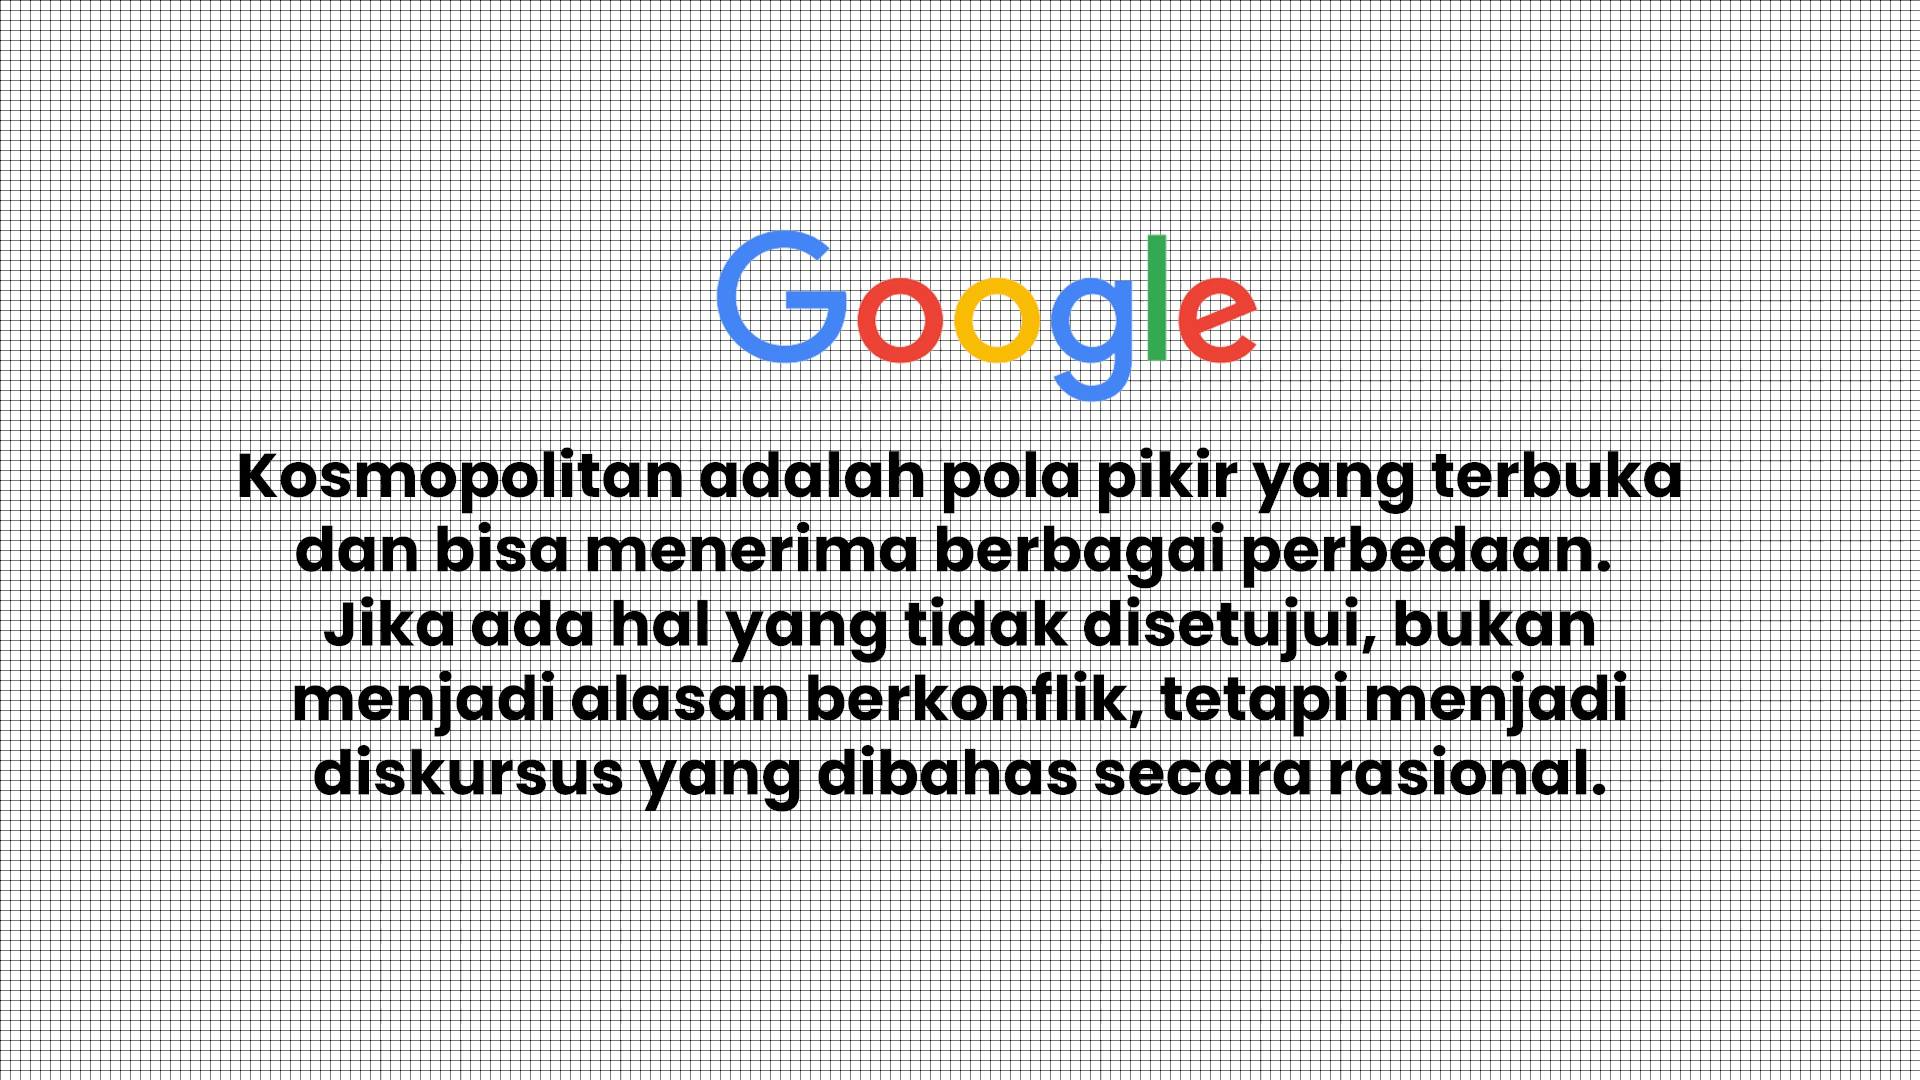 Google
Kosmopolitan adalah pola pikir yang terbuka
dan bisa menerima berbagai perbedaan.
Jika ada hal yang tidak disetujui, bukan
menjadi alasan berkonflik, tetapi menjadi
diskursus yang dibahas secara rasional.